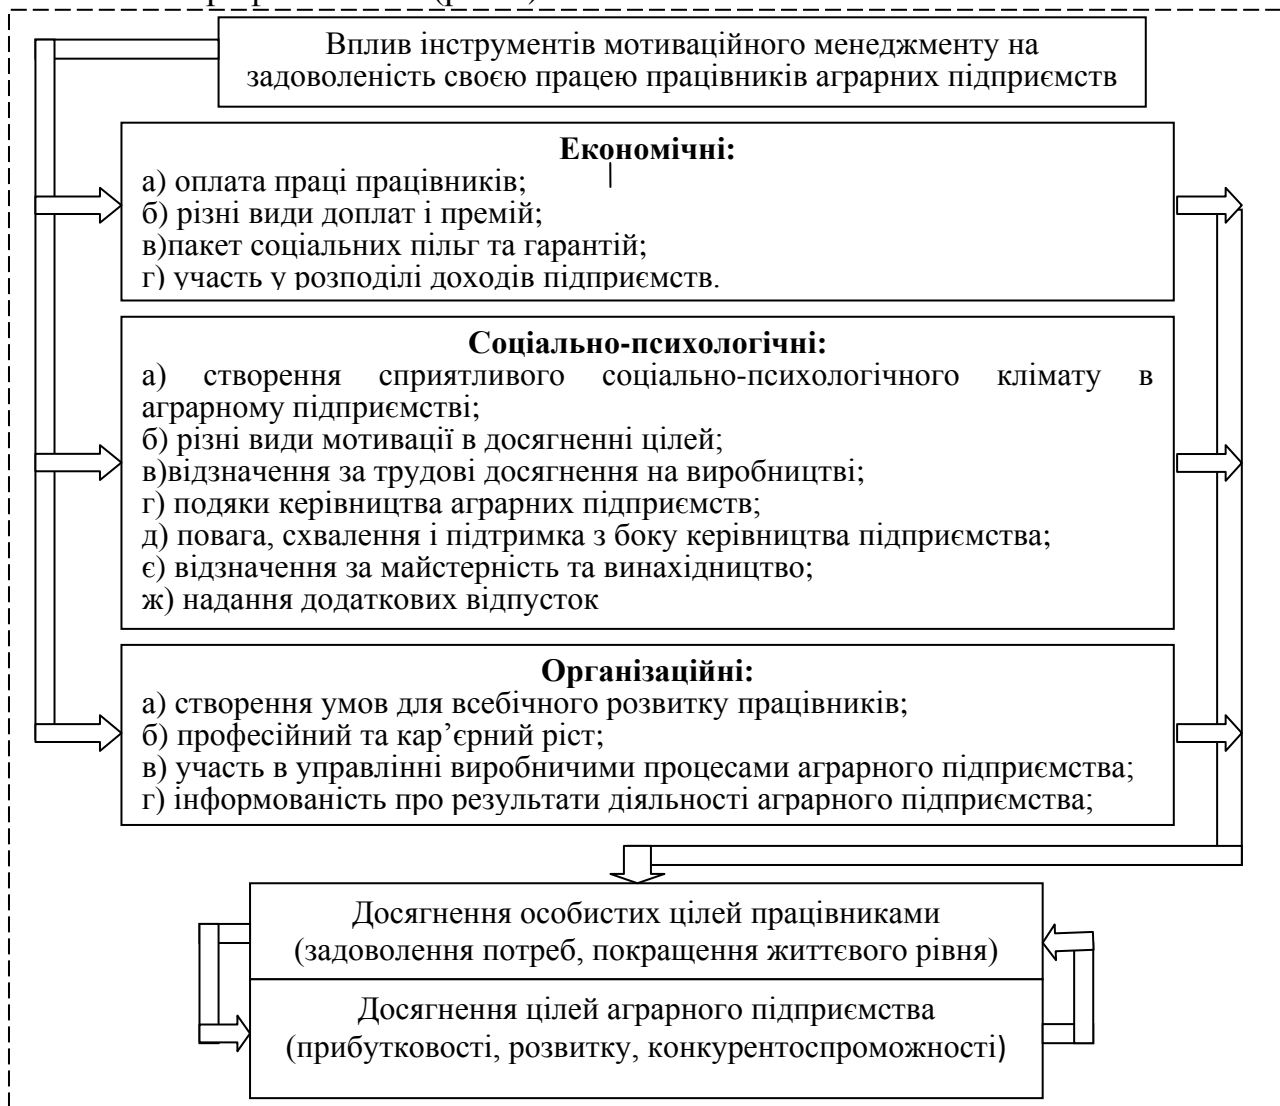 Вплив інструментів мотиваційного менеджменту на
задоволеність своєю працею працівників аграрних підприємств
Економічні:
а) оплата праці працівників;
б) різні види доплат і премій;
в)пакет соціальних пільг та гарантій;
г) участь у розподілі доходів підприємств.
Соціально-психологічні:
а) створення сприятливого соціально-психологічного клімату в
аграрному підприємстві;
б) різні види мотивації в досягненні цілей;
в)відзначення за трудові досягнення на виробництві;
г) подяки керівництва аграрних підприємств;
д) повага, схвалення і підтримка з боку керівництва підприємства;
є) відзначення за майстерність та винахідництво;
ж) надання додаткових відпусток
Організаційні:
а) створення умов для всебічного розвитку працівників;
б) професійний та кар’єрний ріст;
в) участь в управлінні виробничими процесами аграрного підприємства;
г) інформованість про результати діяльності аграрного підприємства;
Досягнення особистих цілей працівниками
(задоволення потреб, покращення життєвого рівня)
Досягнення цілей аграрного підприємства
(прибутковості, розвитку, конкурентоспроможності)